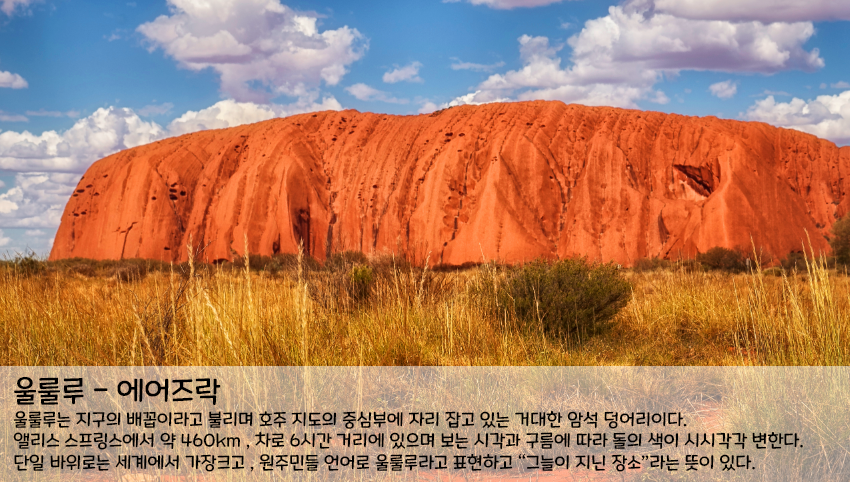 울룰루 - 에어즈락
울룰루는 지구의 배꼽이라고 불리며 호주 지도의 중심부에 자리 잡고 있는 거대한 암석 덩어리이다.
앨리스 스프링스에서 약 460km , 차로 6시간 거리에 있으며 보는 시각과 구름에 따라 돌의 색이 시시각각 변한다.
단일 바위로는 세계에서 가장크고 , 원주민들 언어로 울룰루라고 표현하고 “그늘이 지닌 장소”라는 뜻이 있다.